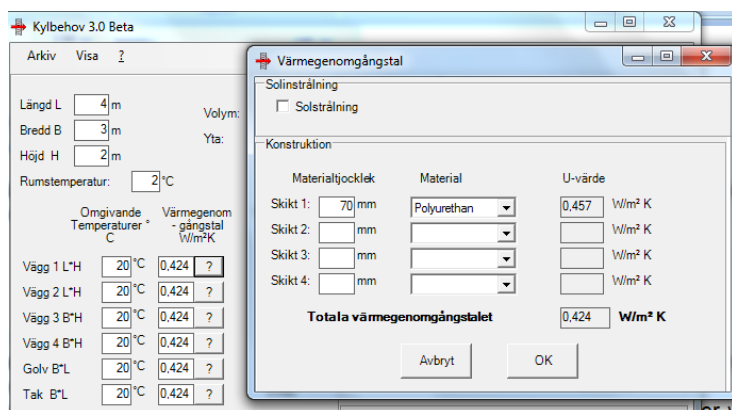 Kylbehov 3.0 Beta
Arkiv Visa ?
Längd L 4 m
Volym:
Bredd B 3 m
Yta:
Höjd H 2 m
Rumstemperatur: 2 °C
Omgivande Temperaturer ° C
Värmegenom - gångstal W/m²K
Vägg 1 L*H 20 °C 0,424 ?
Vägg 2 L*H 20 °C 0,424 ?
Vägg 3 B*H 20 °C 0,424 ?
Vägg 4 B*H 20 °C 0,424 ?
Golv B*L 20 °C 0,424 ?
Tak B*L 20 °C 0,424 ?
Värmegenomgångstal
Solinstrålning
Solstrålning
Konstruktion
Materialtjocklek Material U-värde
Skikt 1: 70 mm Polyurethan 0,457 W/m² K
Skikt 2: mm W/m² K
Skikt 3: mm W/m² K
Skikt 4: mm W/m² K
Totala värmegenomgångstalet 0,424 W/m² K
Avbryt OK